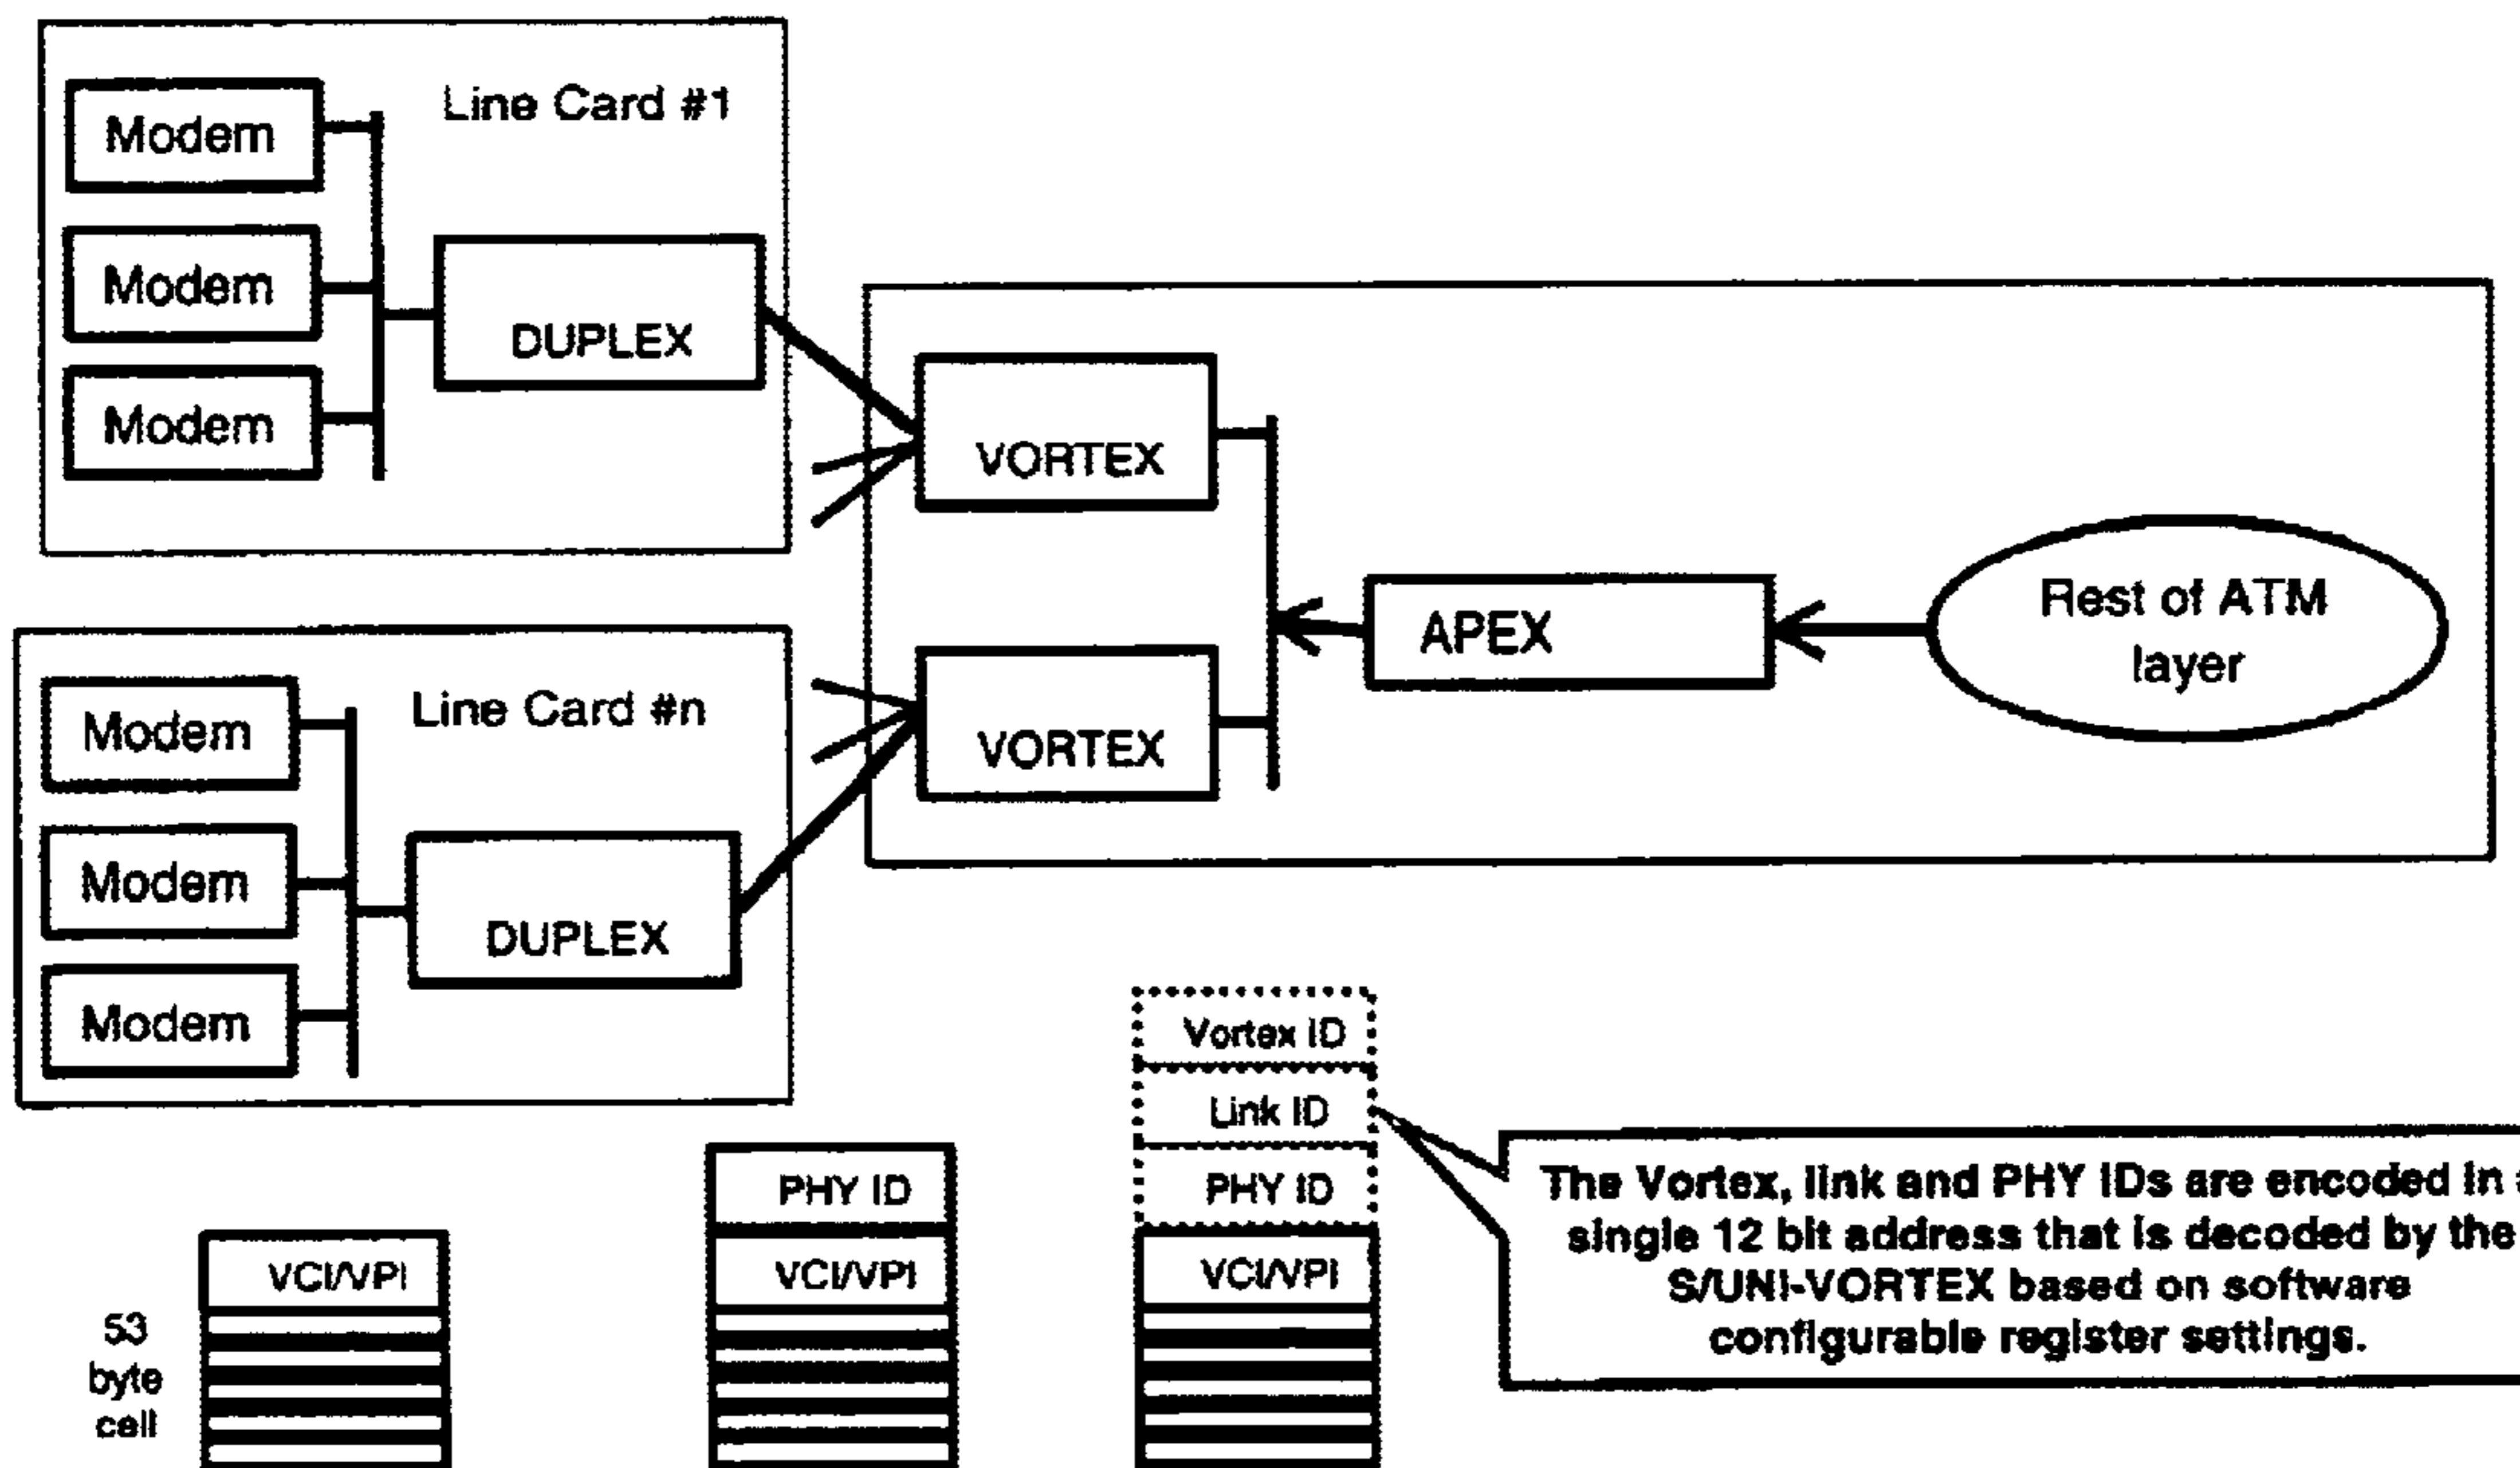 Line Card #1
Modem
Modem
Modem
DUPLEX
VORTEX
VORTEX
APEX
Rest of ATM
layer
Line Card #n
Modem
Modem
Modem
DUPLEX
Vortex ID
Link ID
PHY ID
VCI/VPI
PHY ID
VCI/VPI
VCI/VPI
53
byte
cell
The Vortex, link and PHY IDs are encoded in a
single 12 bit address that is decoded by the
S/UNI-VORTEX based on software
configurable register settings.